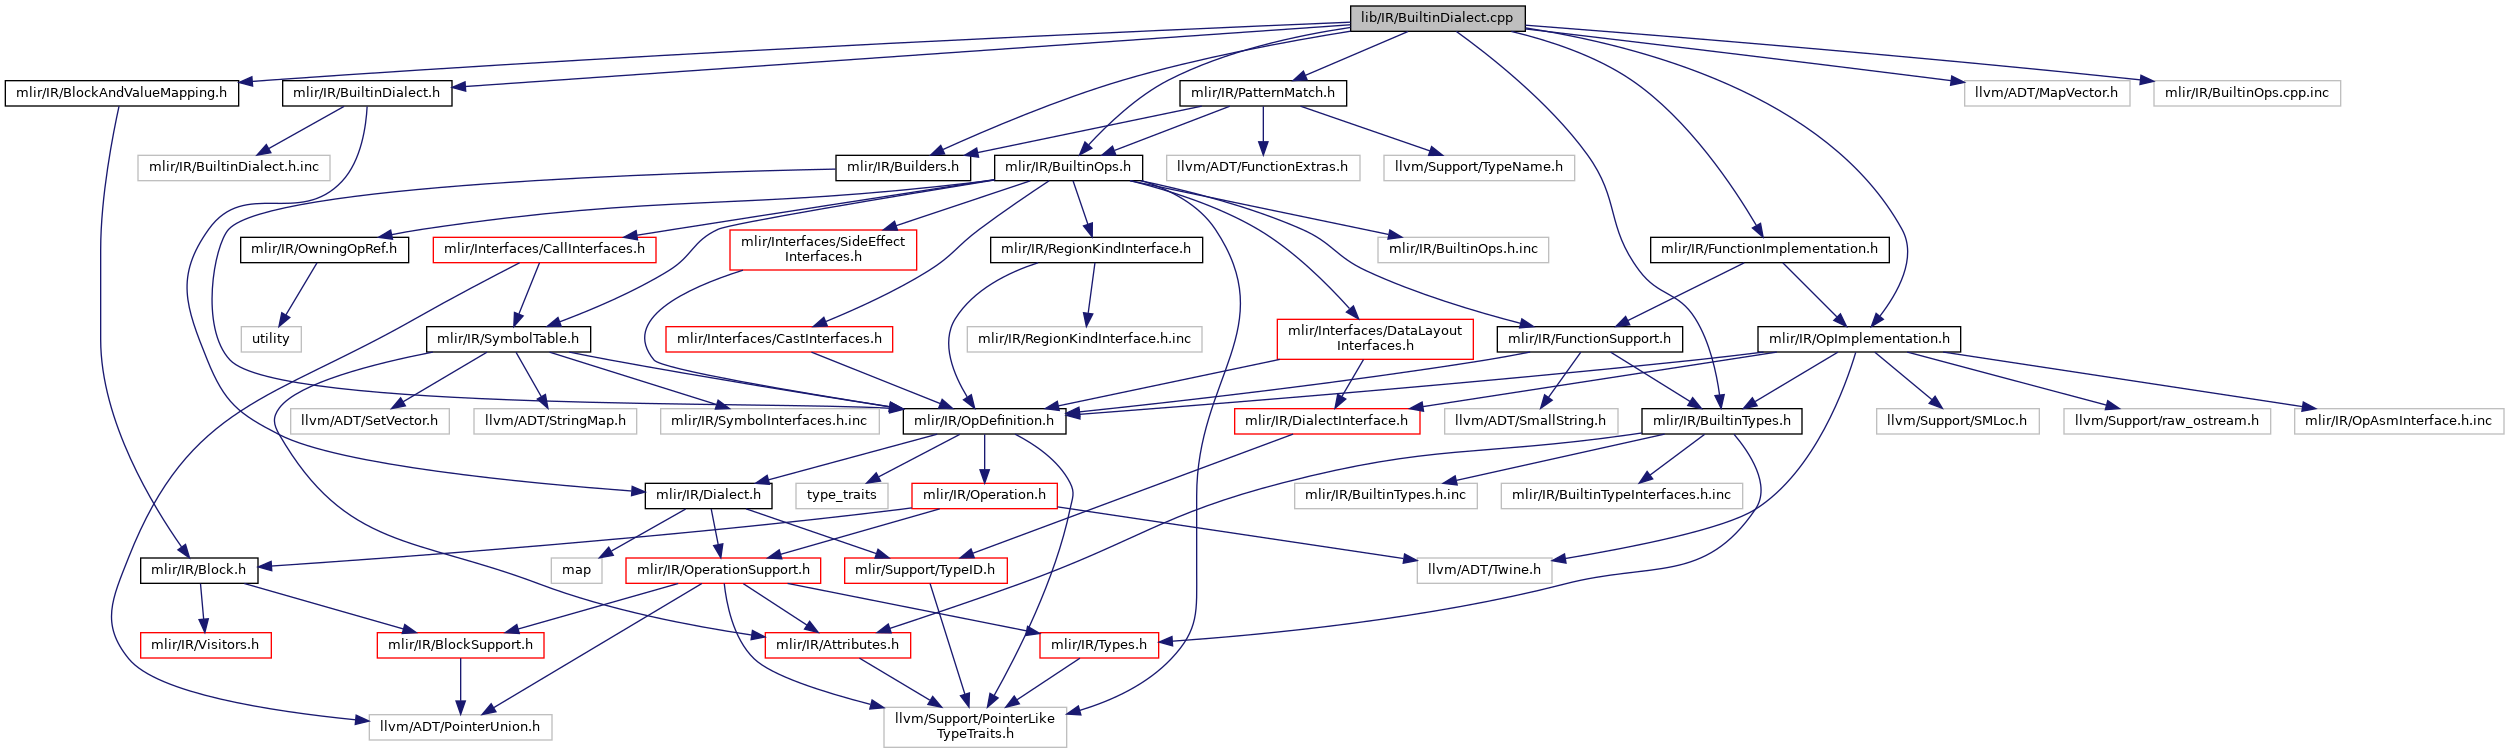 lib/IR/BuiltinDialect.cpp
mlir/IR/BlockAndValueMapping.h
mlir/IR/BuiltinDialect.h
mlir/IR/PatternMatch.h
llvm/ADT/MapVector.h
mlir/IR/BuiltinOps.cpp.inc
mlir/IR/BuiltinDialect.h.inc
mlir/IR/Builders.h
mlir/IR/BuiltinOps.h
llvm/ADT/FunctionExtras.h
llvm/Support/TypeName.h
mlir/IR/OwningOpRef.h
mlir/Interfaces/CallInterfaces.h
mlir/Interfaces/SideEffect
Interfaces.h
mlir/IR/RegionKindInterface.h
mlir/IR/BuiltinOps.h.inc
mlir/IR/FunctionImplementation.h
utility
mlir/IR/SymbolTable.h
mlir/Interfaces/CastInterfaces.h
mlir/IR/RegionKindInterface.h.inc
mlir/Interfaces/DataLayout
Interfaces.h
mlir/IR/FunctionSupport.h
mlir/IR/OpImplementation.h
llvm/ADT/SetVector.h
llvm/ADT/StringMap.h
mlir/IR/SymbolInterfaces.h.inc
mlir/IR/OpDefinition.h
mlir/IR/DialectInterface.h
llvm/ADT/SmallString.h
mlir/IR/BuiltinTypes.h
llvm/Support/SMLoc.h
llvm/Support/raw_ostream.h
mlir/IR/OpAsmInterface.h.inc
mlir/IR/Dialect.h
type_traits
mlir/IR/Operation.h
mlir/IR/BuiltinTypes.h.inc
mlir/IR/BuiltinTypeInterfaces.h.inc
mlir/IR/Block.h
map
mlir/IR/OperationSupport.h
mlir/Support/TypeID.h
llvm/ADT/Twine.h
mlir/IR/Visitors.h
mlir/IR/BlockSupport.h
mlir/IR/Attributes.h
mlir/IR/Types.h
llvm/ADT/PointerUnion.h
llvm/Support/PointerLike
TypeTraits.h